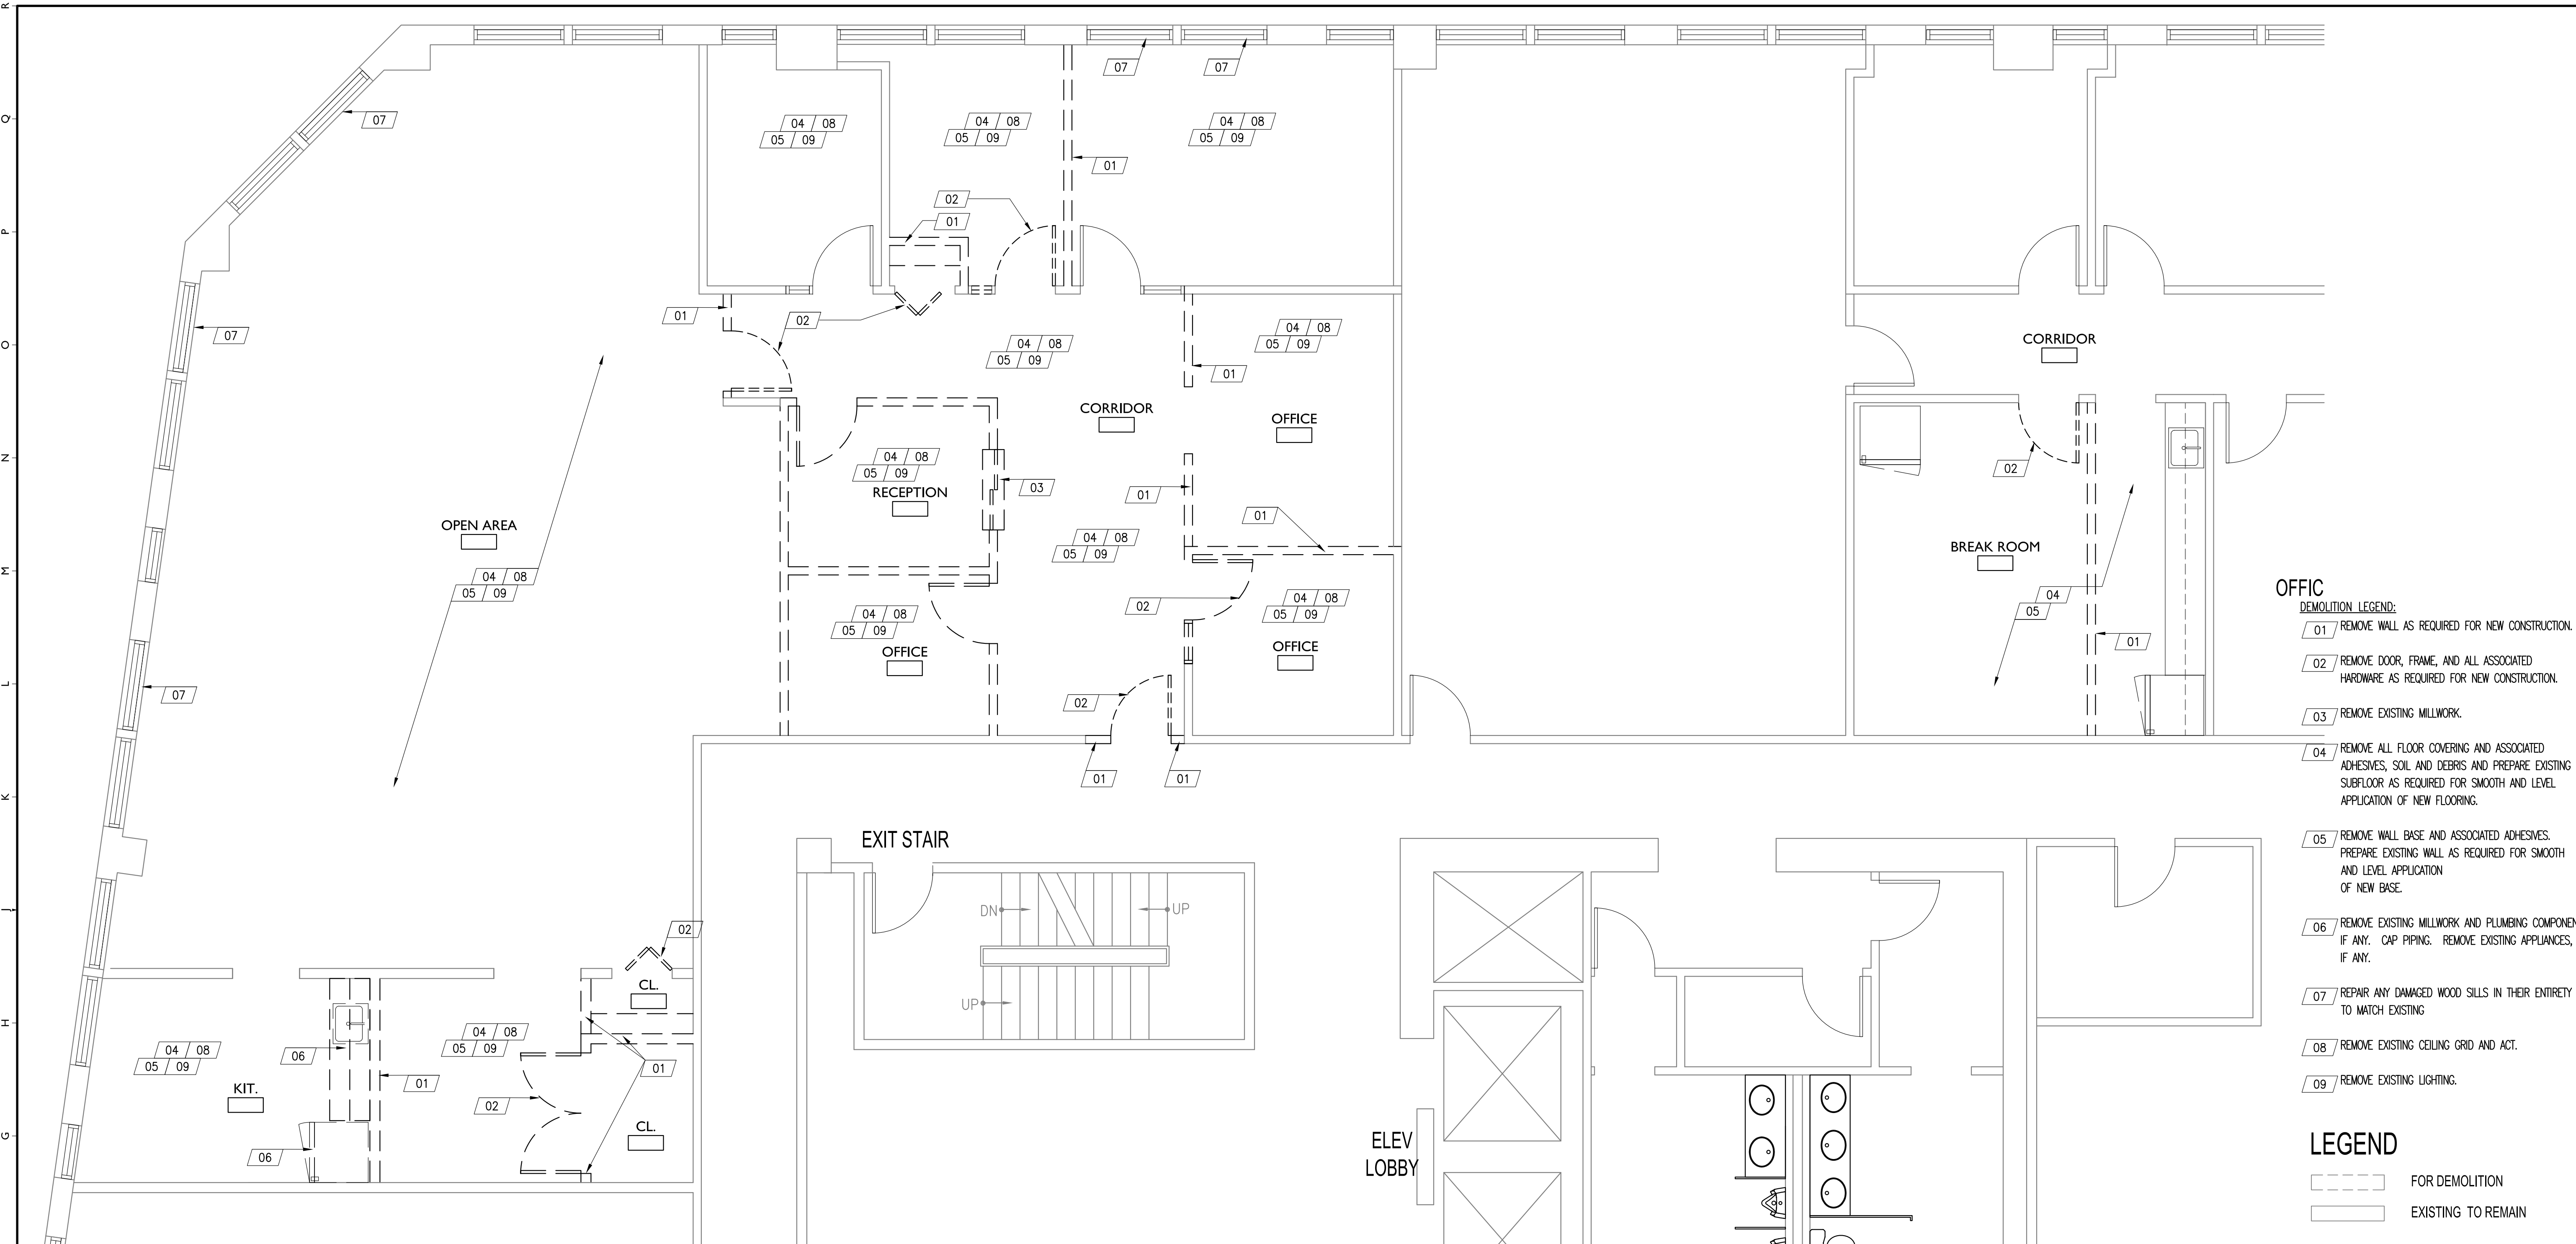 R
Q
P
O
N
M
L
K
J
H
G
07
07
07
04 08
05 09
04 08
05 09
04 08
05 09
01
02
01
01
02
07
04 08
05 09
04 08
05 09
01
CORRIDOR
CORRIDOR
OFFICE
04 08
05 09
RECEPTION
03
01
02
01
OPEN AREA
04 08
05 09
04 08
05 09
BREAK ROOM
04
05
01
02
04 08
05 09
OFFICE
04 08
05 09
OFFICE
07
02
01
01
EXIT STAIR
DN
UP
UP
02
CL.
04 08
05 09
KIT.
06
04 08
05 09
01
01
02
CL.
06
ELEV
LOBBY
OFFIC
DEMOLITION LEGEND:
01 REMOVE WALL AS REQUIRED FOR NEW CONSTRUCTION.
02 REMOVE DOOR, FRAME, AND ALL ASSOCIATED
HARDWARE AS REQUIRED FOR NEW CONSTRUCTION.
03 REMOVE EXISTING MILLWORK.
04 REMOVE ALL FLOOR COVERING AND ASSOCIATED
ADHESIVES, SOIL AND DEBRIS AND PREPARE EXISTING
SUBFLOOR AS REQUIRED FOR SMOOTH AND LEVEL
APPLICATION OF NEW FLOORING.
05 REMOVE WALL BASE AND ASSOCIATED ADHESIVES.
PREPARE EXISTING WALL AS REQUIRED FOR SMOOTH
AND LEVEL APPLICATION
OF NEW BASE.
06 REMOVE EXISTING MILLWORK AND PLUMBING COMPONEN
IF ANY. CAP PIPING. REMOVE EXISTING APPLIANCES,
IF ANY.
07 REPAIR ANY DAMAGED WOOD SILLS IN THEIR ENTIRETY
TO MATCH EXISTING
08 REMOVE EXISTING CEILING GRID AND ACT.
09 REMOVE EXISTING LIGHTING.
LEGEND
FOR DEMOLITION
EXISTING TO REMAIN